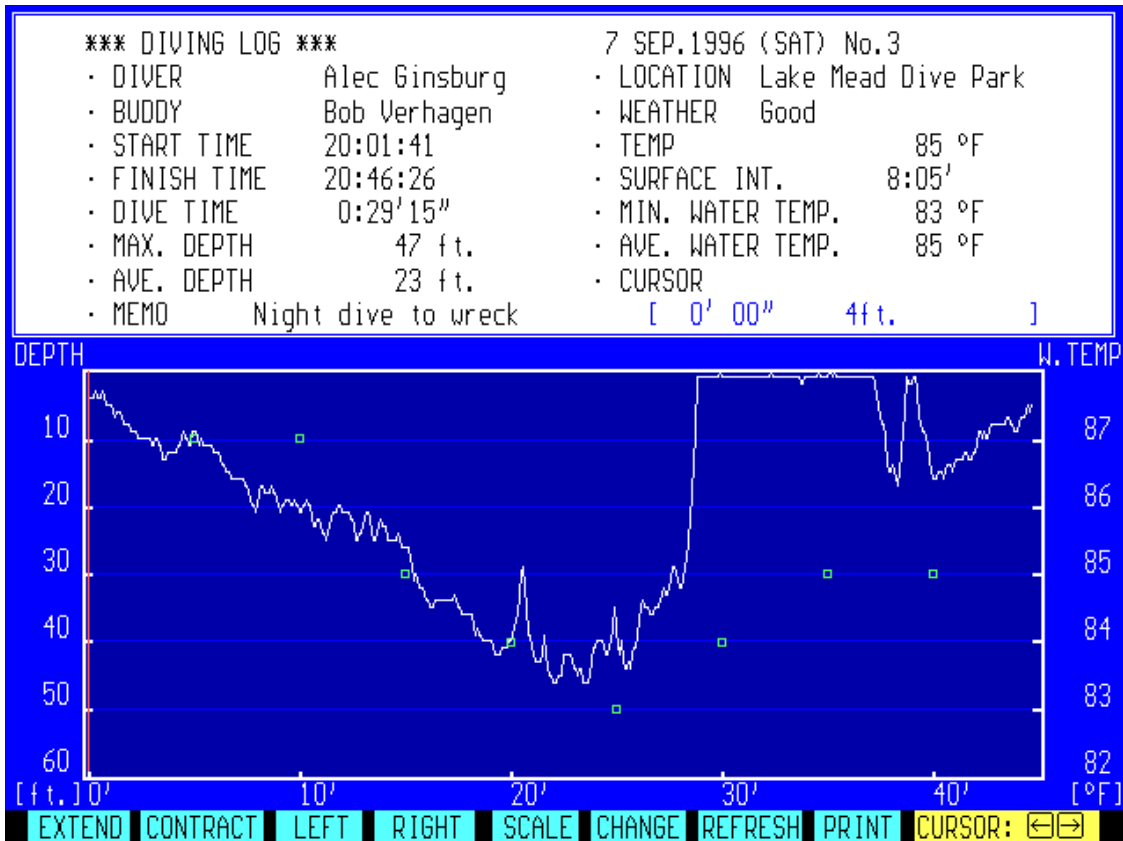 *** DIVING LOG *** 7 SEP.1996 (SAT) No.3
· DIVER Alec Ginsburg · LOCATION Lake Mead Dive Park
· BUDDY Bob Verhagen · WEATHER Good
· START TIME 20:01:41 · TEMP 85 °F
· FINISH TIME 20:46:26 · SURFACE INT. 8:05'
· DIVE TIME 0:29'15" · MIN. WATER TEMP. 83 °F
· MAX. DEPTH 47 ft. · AVE. WATER TEMP. 85 °F
· AVE. DEPTH 23 ft. · CURSOR
· MEMO Night dive to wreck [ 0' 00" 4ft. ]
DEPTH W.TEMP
10 87
20 86
30 85
40 84
50 83
60 82
[ft.] 0' 10' 20' 30' 40' [°F]
EXTEND CONTRACT LEFT RIGHT SCALE CHANGE REFRESH PRINT CURSOR: ←→